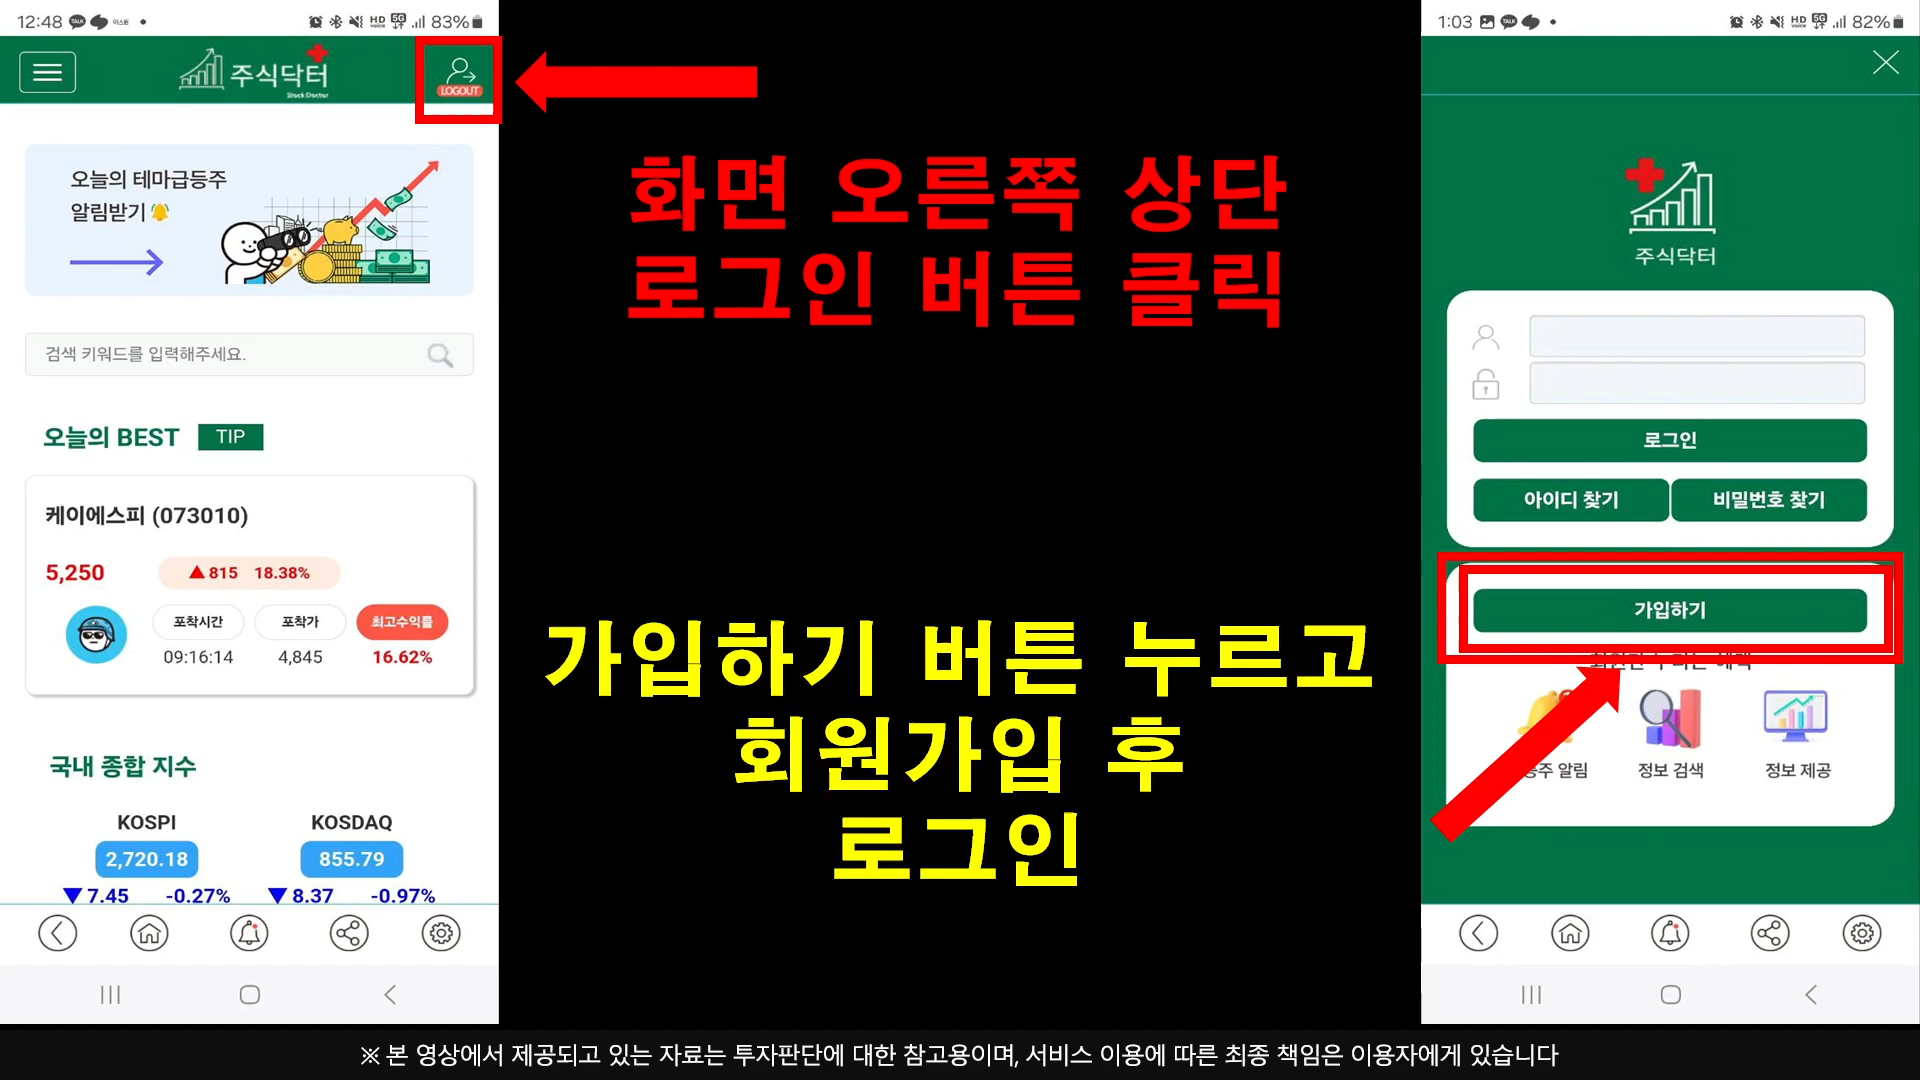 12:48
HD
5G
83%
주식닥터
Stock Doctor
LOGOUT
오늘의 테마급등주
알림받기
검색 키워드를 입력해주세요.
오늘의 BEST TIP
케이에스피 (073010)
5,250 ▲ 815 18.38%
포착시간 포착가 최고수익률
09:16:14 4,845 16.62%
국내 종합 지수
KOSPI KOSDAQ
2,720.18 855.79
▼ 7.45 -0.27% ▼ 8.37 -0.97%
화면 오른쪽 상단
로그인 버튼 클릭
가입하기 버튼 누르고
회원가입 후
로그인
1:03
HD
5G
82%
주식닥터
로그인
아이디 찾기 비밀번호 찾기
가입하기
정보 검색 정보 제공
알림
※ 본 영상에서 제공되고 있는 자료는 투자판단에 대한 참고용이며, 서비스 이용에 따른 최종 책임은 이용자에게 있습니다